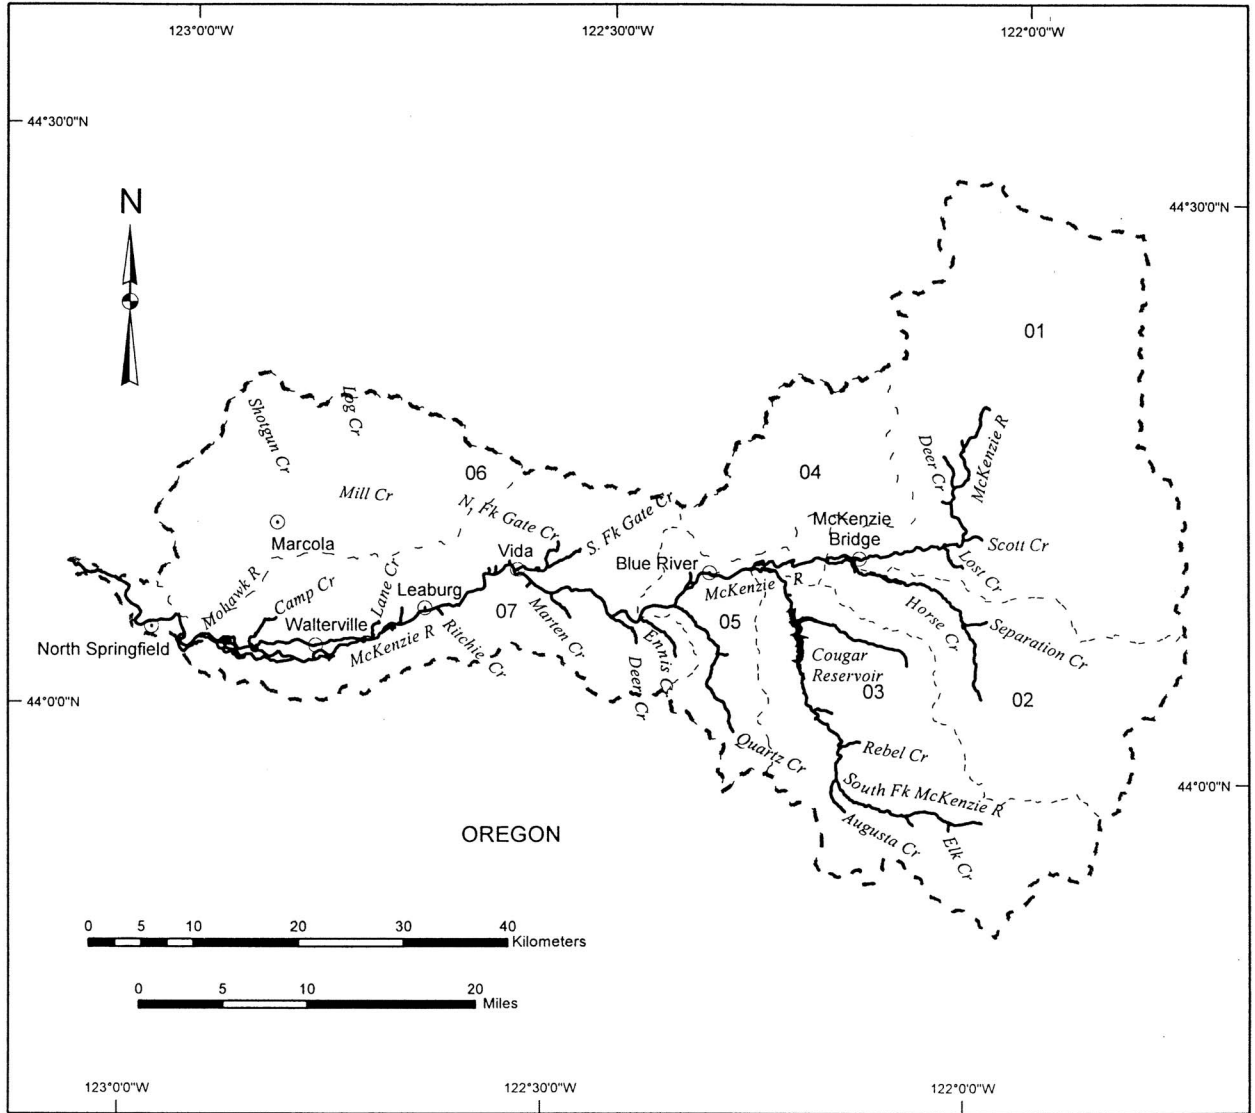 123°0'0"W
122°30'0"W
122°0'0"W
44°30'0"N
N
44°30'0"N
01
Shotgun Cr
Log Cr
Mill Cr
Marcola
06
N. Fk Gate Cr
S. Fk Gate Cr
Vida
04
McKenzie
Bridge
Deer Cr
McKenzie R
Scott Cr
Lost Cr
Blue River
McKenzie R
Horse Cr
Separation Cr
Mohawk R
Camp Cr
Lane Cr
Leaburg
Walterville
North Springfield
McKenzie R
Ritchie Cr
07
Marten Cr
Deer Cr
Ennis Cr
05
Cougar
Reservoir
03
02
44°0'0"N
Quartz Cr
Rebel Cr
South Fk McKenzie R
Augusta Cr
Elk Cr
44°0'0"N
OREGON
0 5 10 20 30 40
Kilometers
0 5 10 20
Miles
123°0'0"W
122°30'0"W
122°0'0"W